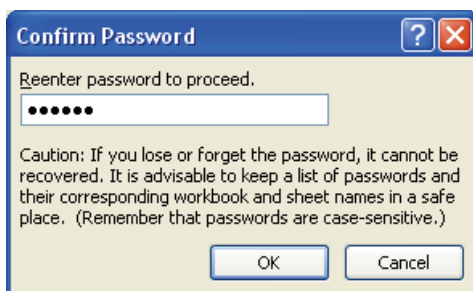 Confirm Password
Reenter password to proceed.
••••••
Caution: If you lose or forget the password, it cannot be
recovered. It is advisable to keep a list of passwords and
their corresponding workbook and sheet names in a safe
place.  (Remember that passwords are case-sensitive.)
OK Cancel